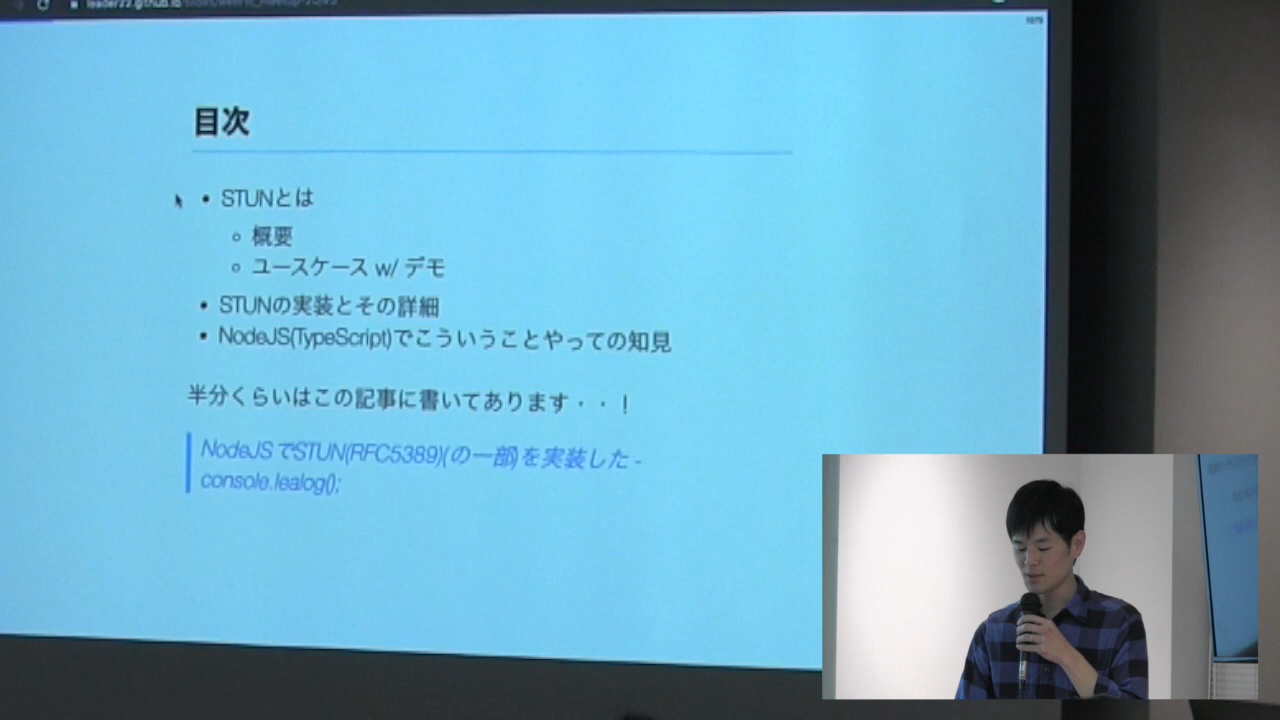 leader22.github.io
目次
• STUNとは
◦ 概要
◦ ユースケース w/ デモ
• STUNの実装とその詳細
• NodeJS(TypeScript)でこういうことやっての知見
半分くらいはこの記事に書いてあります・・！
NodeJSでSTUN(RFC5389)(の一部)を実装した -
console.lealog();